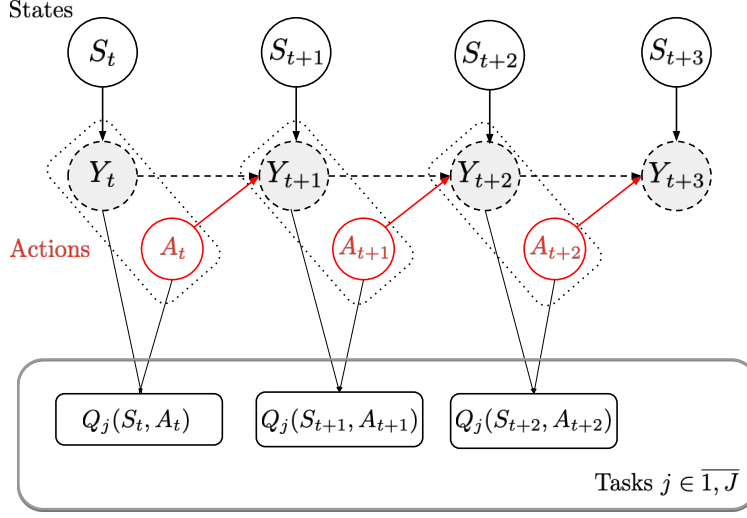 States
$S_t$ $S_{t+1}$ $S_{t+2}$ $S_{t+3}$
$Y_t$ $Y_{t+1}$ $Y_{t+2}$ $Y_{t+3}$
Actions $A_t$ $A_{t+1}$ $A_{t+2}$
$Q_j(S_t, A_t)$ $Q_j(S_{t+1}, A_{t+1})$ $Q_j(S_{t+2}, A_{t+2})$
Tasks $j \in \overline{1, J}$